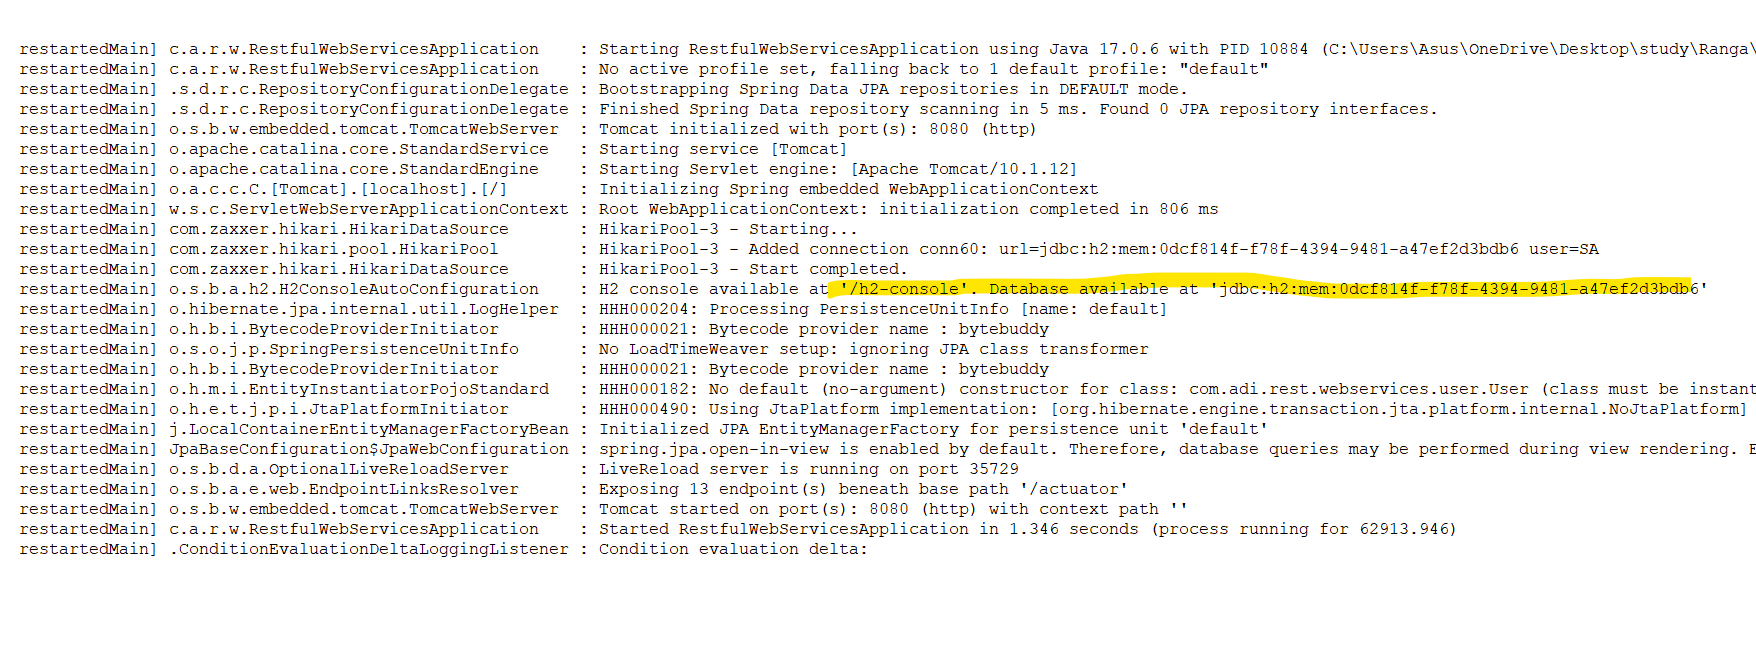 restartedMain] c.a.r.w.RestfulWebServicesApplication : Starting RestfulWebServicesApplication using Java 17.0.6 with PID 10884 (C:\Users\Asus\OneDrive\Desktop\study\Ranga\
restartedMain] c.a.r.w.RestfulWebServicesApplication : No active profile set, falling back to 1 default profile: "default"
restartedMain] .s.d.r.c.RepositoryConfigurationDelegate : Bootstrapping Spring Data JPA repositories in DEFAULT mode.
restartedMain] .s.d.r.c.RepositoryConfigurationDelegate : Finished Spring Data repository scanning in 5 ms. Found 0 JPA repository interfaces.
restartedMain] o.s.b.w.embedded.tomcat.TomcatWebServer : Tomcat initialized with port(s): 8080 (http)
restartedMain] o.apache.catalina.core.StandardService : Starting service [Tomcat]
restartedMain] o.apache.catalina.core.StandardEngine : Starting Servlet engine: [Apache Tomcat/10.1.12]
restartedMain] o.a.c.c.C.[Tomcat].[localhost].[/] : Initializing Spring embedded WebApplicationContext
restartedMain] w.s.c.ServletWebServerApplicationContext : Root WebApplicationContext: initialization completed in 806 ms
restartedMain] com.zaxxer.hikari.HikariDataSource : HikariPool-3 - Starting...
restartedMain] com.zaxxer.hikari.pool.HikariPool : HikariPool-3 - Added connection conn60: url=jdbc:h2:mem:0dcf814f-f78f-4394-9481-a47ef2d3bdb6 user=SA
restartedMain] com.zaxxer.hikari.HikariDataSource : HikariPool-3 - Start completed.
restartedMain] o.s.b.a.h2.H2ConsoleAutoConfiguration : H2 console available at '/h2-console'. Database available at 'jdbc:h2:mem:0dcf814f-f78f-4394-9481-a47ef2d3bdb6'
restartedMain] o.hibernate.jpa.internal.util.LogHelper : HHH000204: Processing PersistenceUnitInfo [name: default]
restartedMain] o.h.b.i.BytecodeProviderInitiator : HHH000021: Bytecode provider name : bytebuddy
restartedMain] o.s.o.j.p.SpringPersistenceUnitInfo : No LoadTimeWeaver setup: ignoring JPA class transformer
restartedMain] o.h.b.i.BytecodeProviderInitiator : HHH000021: Bytecode provider name : bytebuddy
restartedMain] o.h.m.i.EntityInstantiatorPojoStandard : HHH000182: No default (no-argument) constructor for class: com.adi.rest.webservices.user.User (class must be instant
restartedMain] o.h.e.t.j.p.i.JtaPlatformInitiator : HHH000490: Using JtaPlatform implementation: [org.hibernate.engine.transaction.jta.platform.internal.NoJtaPlatform]
restartedMain] j.LocalContainerEntityManagerFactoryBean : Initialized JPA EntityManagerFactory for persistence unit 'default'
restartedMain] JpaBaseConfiguration$JpaWebConfiguration : spring.jpa.open-in-view is enabled by default. Therefore, database queries may be performed during view rendering. E
restartedMain] o.s.b.d.a.OptionalLiveReloadServer : LiveReload server is running on port 35729
restartedMain] o.s.b.a.e.web.EndpointLinksResolver : Exposing 13 endpoint(s) beneath base path '/actuator'
restartedMain] o.s.b.w.embedded.tomcat.TomcatWebServer : Tomcat started on port(s): 8080 (http) with context path ''
restartedMain] c.a.r.w.RestfulWebServicesApplication : Started RestfulWebServicesApplication in 1.346 seconds (process running for 62913.946)
restartedMain] .ConditionEvaluationDeltaLoggingListener : Condition evaluation delta: